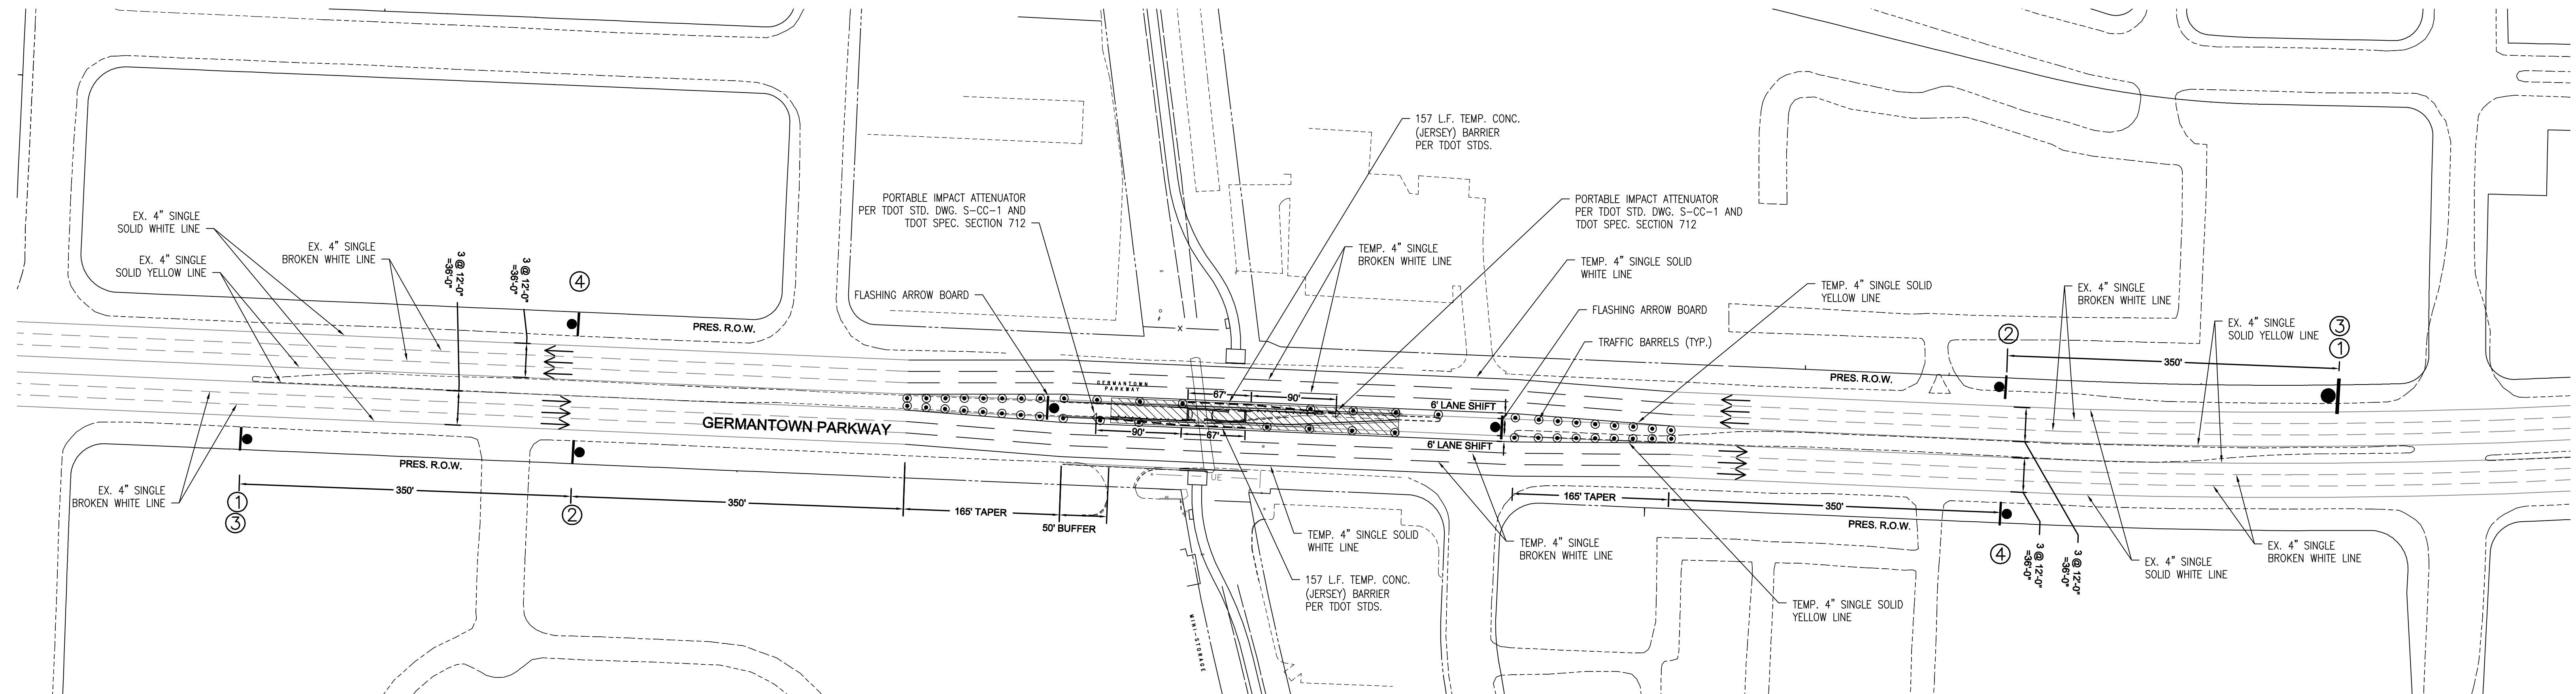 EX. 4" SINGLE
SOLID WHITE LINE
EX. 4" SINGLE
SOLID YELLOW LINE
EX. 4" SINGLE
BROKEN WHITE LINE
3 @ 12'-0"
=36'-0"
3 @ 12'-0"
=36'-0"
4
PRES. R.O.W.
EX. 4" SINGLE
BROKEN WHITE LINE
PRES. R.O.W.
1
3
350'
2
350'
165' TAPER
50' BUFFER
GERMANTOWN PARKWAY
PORTABLE IMPACT ATTENUATOR
PER TDOT STD. DWG. S-CC-1 AND
TDOT SPEC. SECTION 712
FLASHING ARROW BOARD
GERMANTOWN
PARKWAY
X
67'
90'
90'
67'
UE
MINI-STORAGE
157 L.F. TEMP. CONC.
(JERSEY) BARRIER
PER TDOT STDS.
TEMP. 4" SINGLE
BROKEN WHITE LINE
PORTABLE IMPACT ATTENUATOR
PER TDOT STD. DWG. S-CC-1 AND
TDOT SPEC. SECTION 712
TEMP. 4" SINGLE SOLID
WHITE LINE
FLASHING ARROW BOARD
TRAFFIC BARRELS (TYP.)
6' LANE SHIFT
6' LANE SHIFT
TEMP. 4" SINGLE SOLID
WHITE LINE
157 L.F. TEMP. CONC.
(JERSEY) BARRIER
PER TDOT STDS.
TEMP. 4" SINGLE
BROKEN WHITE LINE
165' TAPER
350'
PRES. R.O.W.
TEMP. 4" SINGLE SOLID
YELLOW LINE
TEMP. 4" SINGLE SOLID
YELLOW LINE
PRES. R.O.W.
2
350'
3
1
EX. 4" SINGLE
BROKEN WHITE LINE
EX. 4" SINGLE
SOLID YELLOW LINE
4
3 @ 12'-0"
=36'-0"
3 @ 12'-0"
=36'-0"
EX. 4" SINGLE
SOLID WHITE LINE
EX. 4" SINGLE
BROKEN WHITE LINE